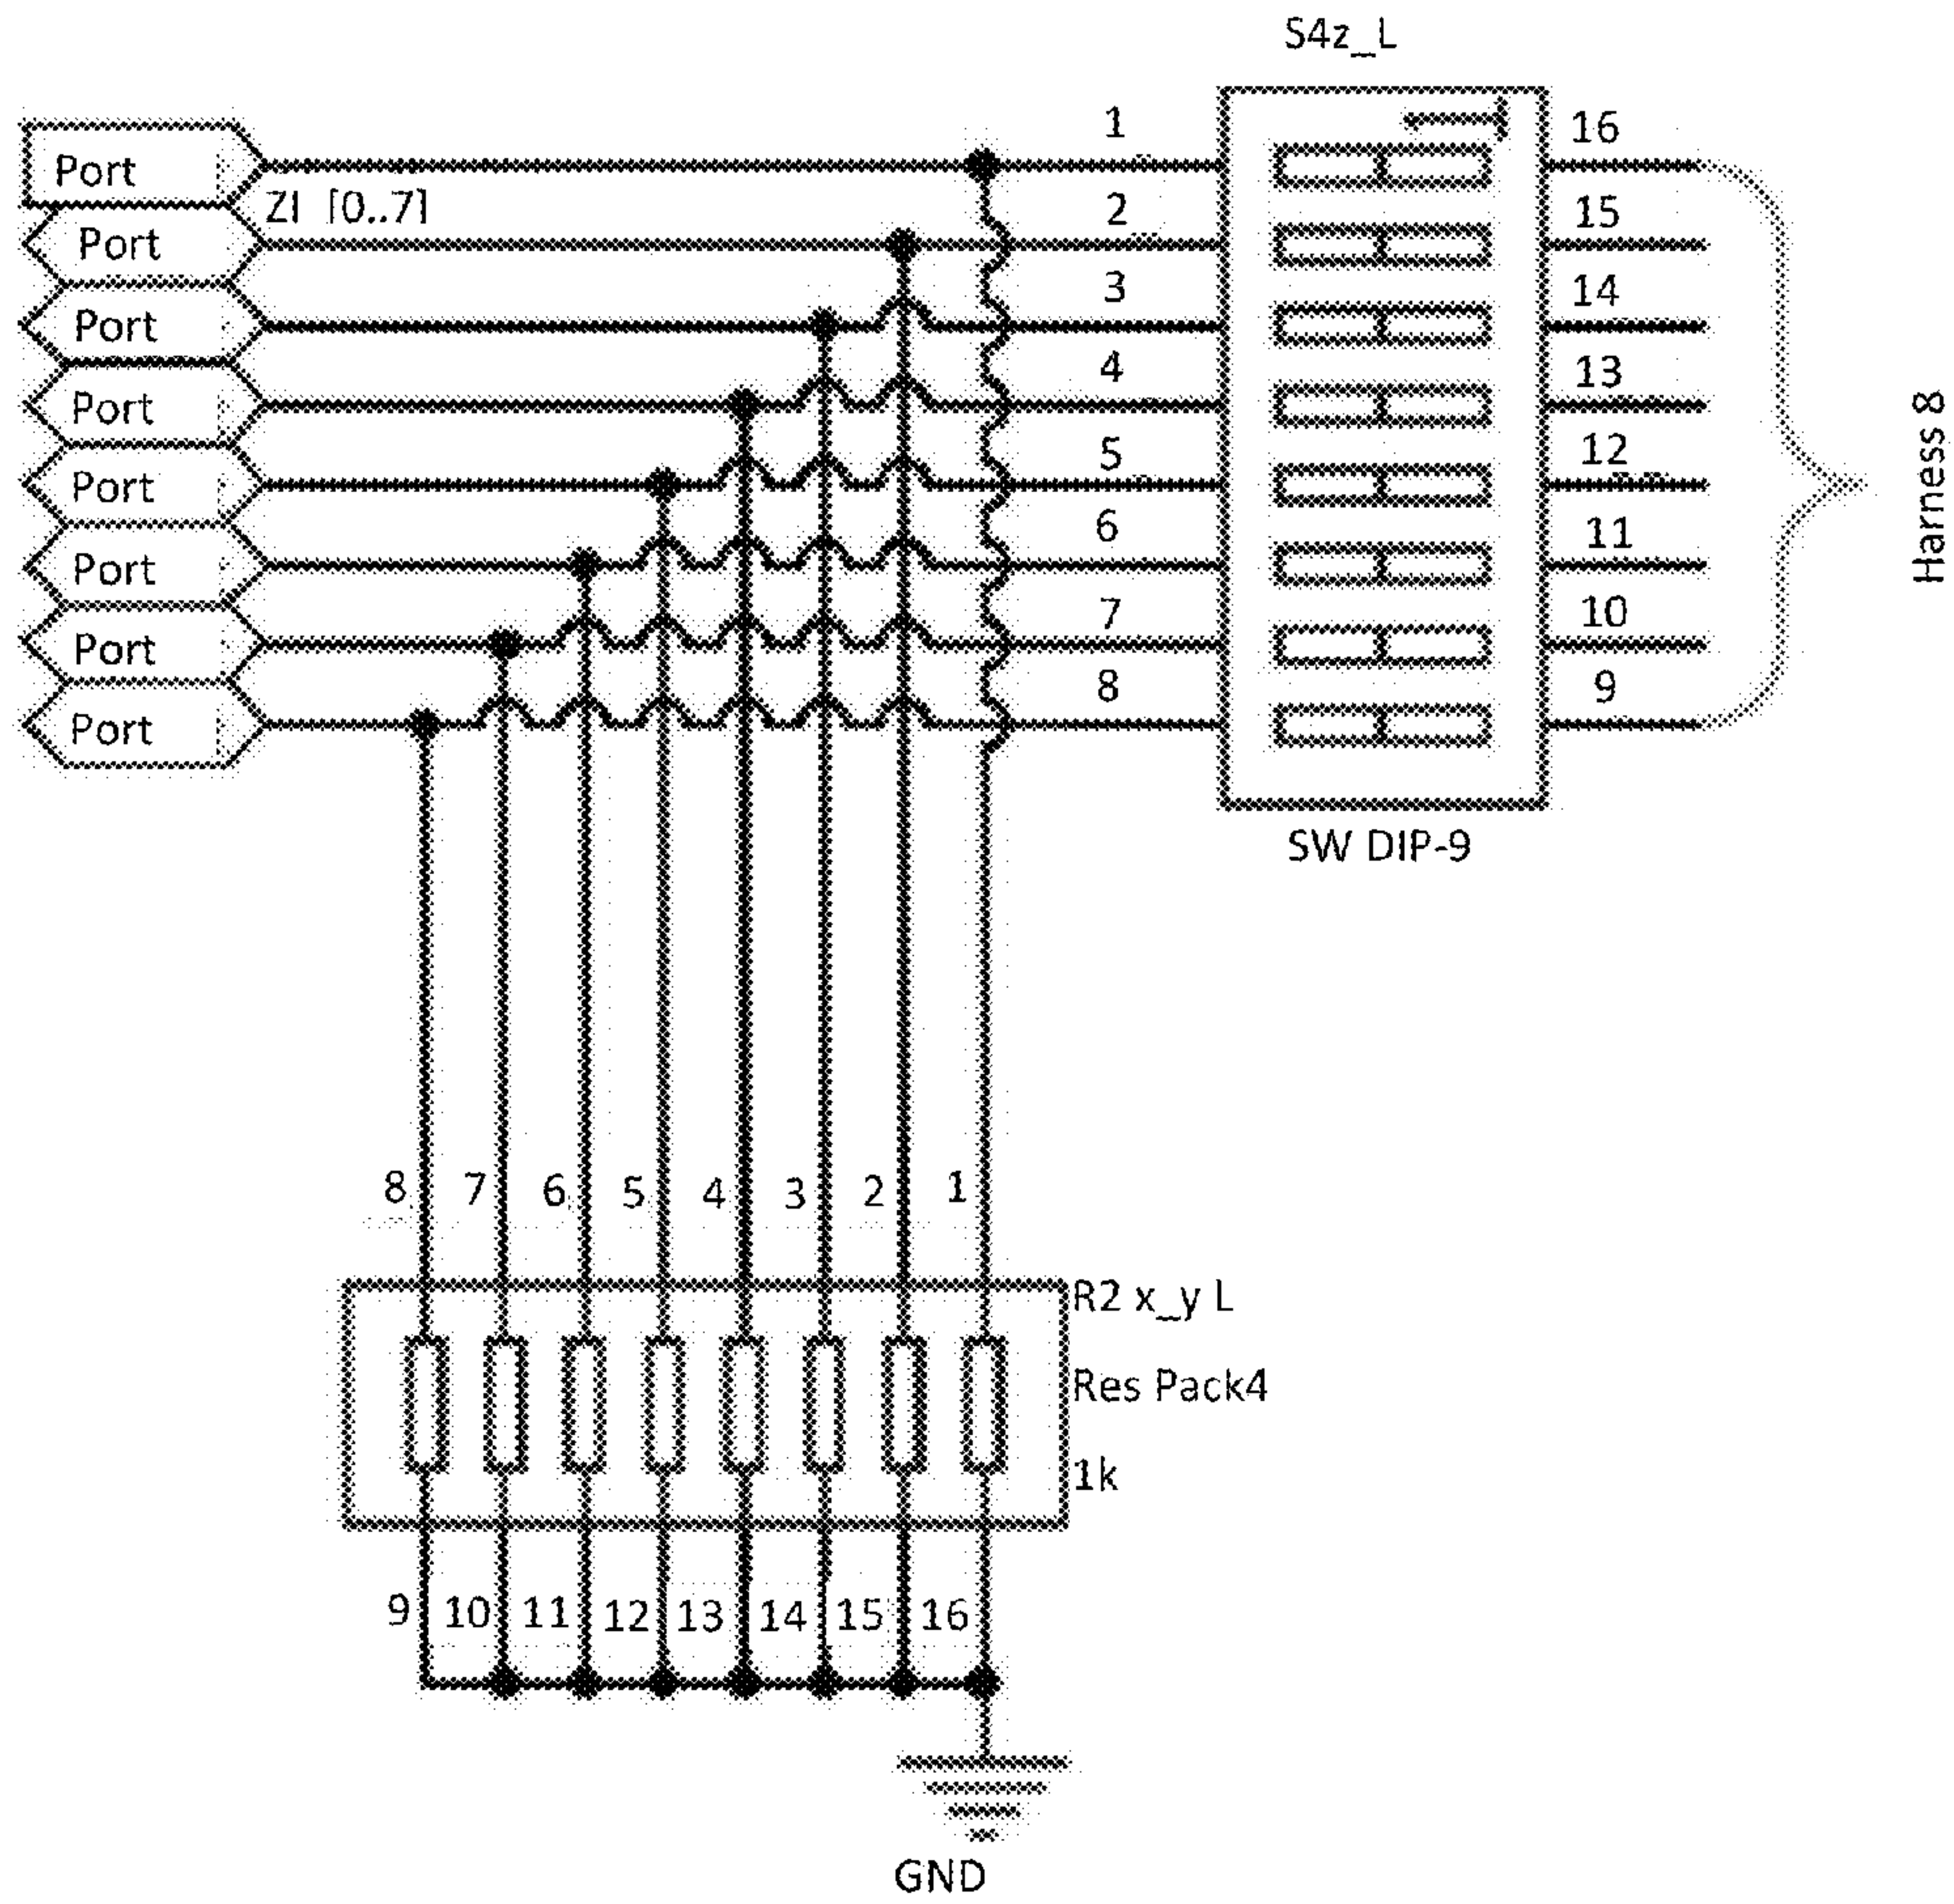 S4z_L
Port
ZI [0..7]
Port
Port
Port
Port
Port
Port
Port
1
2
3
4
5
6
7
8
16
15
14
13
12
11
10
9
Harness 8
SW DIP-9
8 7 6 5 4 3 2 1
R2 x_y L
Res Pack4
1k
9 10 11 12 13 14 15 16
GND